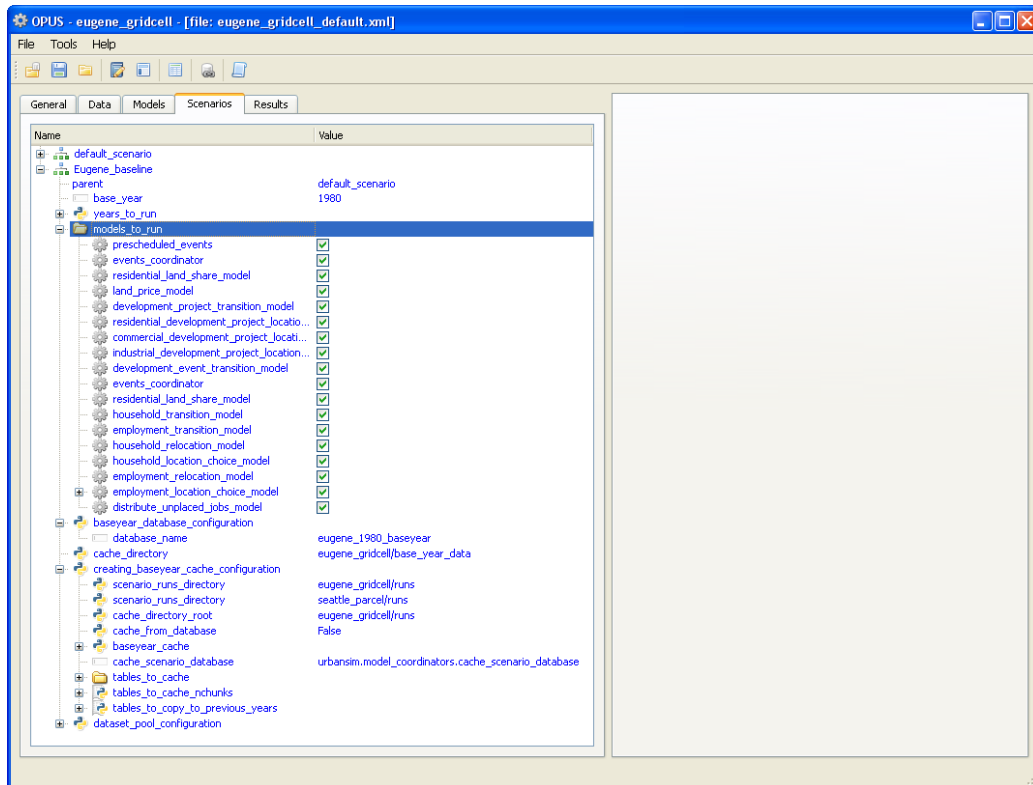 OPUS - eugene_gridcell - [file: eugene_gridcell_default.xml]
File Tools Help
General Data Models Scenarios Results
Name Value
default_scenario
Eugene_baseline
parent default_scenario
base_year 1980
years_to_run
models_to_run
prescheduled_events
events_coordinator
residential_land_share_model
land_price_model
development_project_transition_model
residential_development_project_locatio...
commercial_development_project_locati...
industrial_development_project_location...
development_event_transition_model
events_coordinator
residential_land_share_model
household_transition_model
employment_transition_model
household_relocation_model
household_location_choice_model
employment_relocation_model
employment_location_choice_model
distribute_unplaced_jobs_model
baseyear_database_configuration
database_name eugene_1980_baseyear
cache_directory eugene_gridcell/base_year_data
creating_baseyear_cache_configuration
scenario_runs_directory eugene_gridcell/runs
scenario_runs_directory seattle_parcel/runs
cache_directory_root eugene_gridcell/runs
cache_from_database False
baseyear_cache
cache_scenario_database urbansim.model_coordinators.cache_scenario_database
tables_to_cache
tables_to_cache_nchunks
tables_to_copy_to_previous_years
dataset_pool_configuration